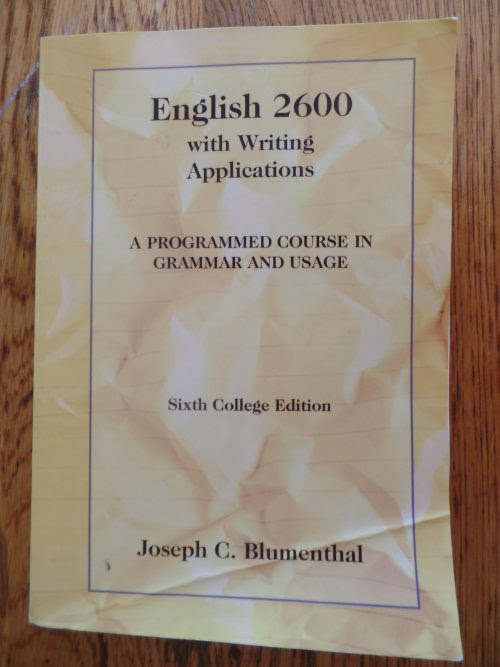 English 2600
with Writing
Applications
A PROGRAMMED COURSE IN
GRAMMAR AND USAGE
Sixth College Edition
Joseph C. Blumenthal